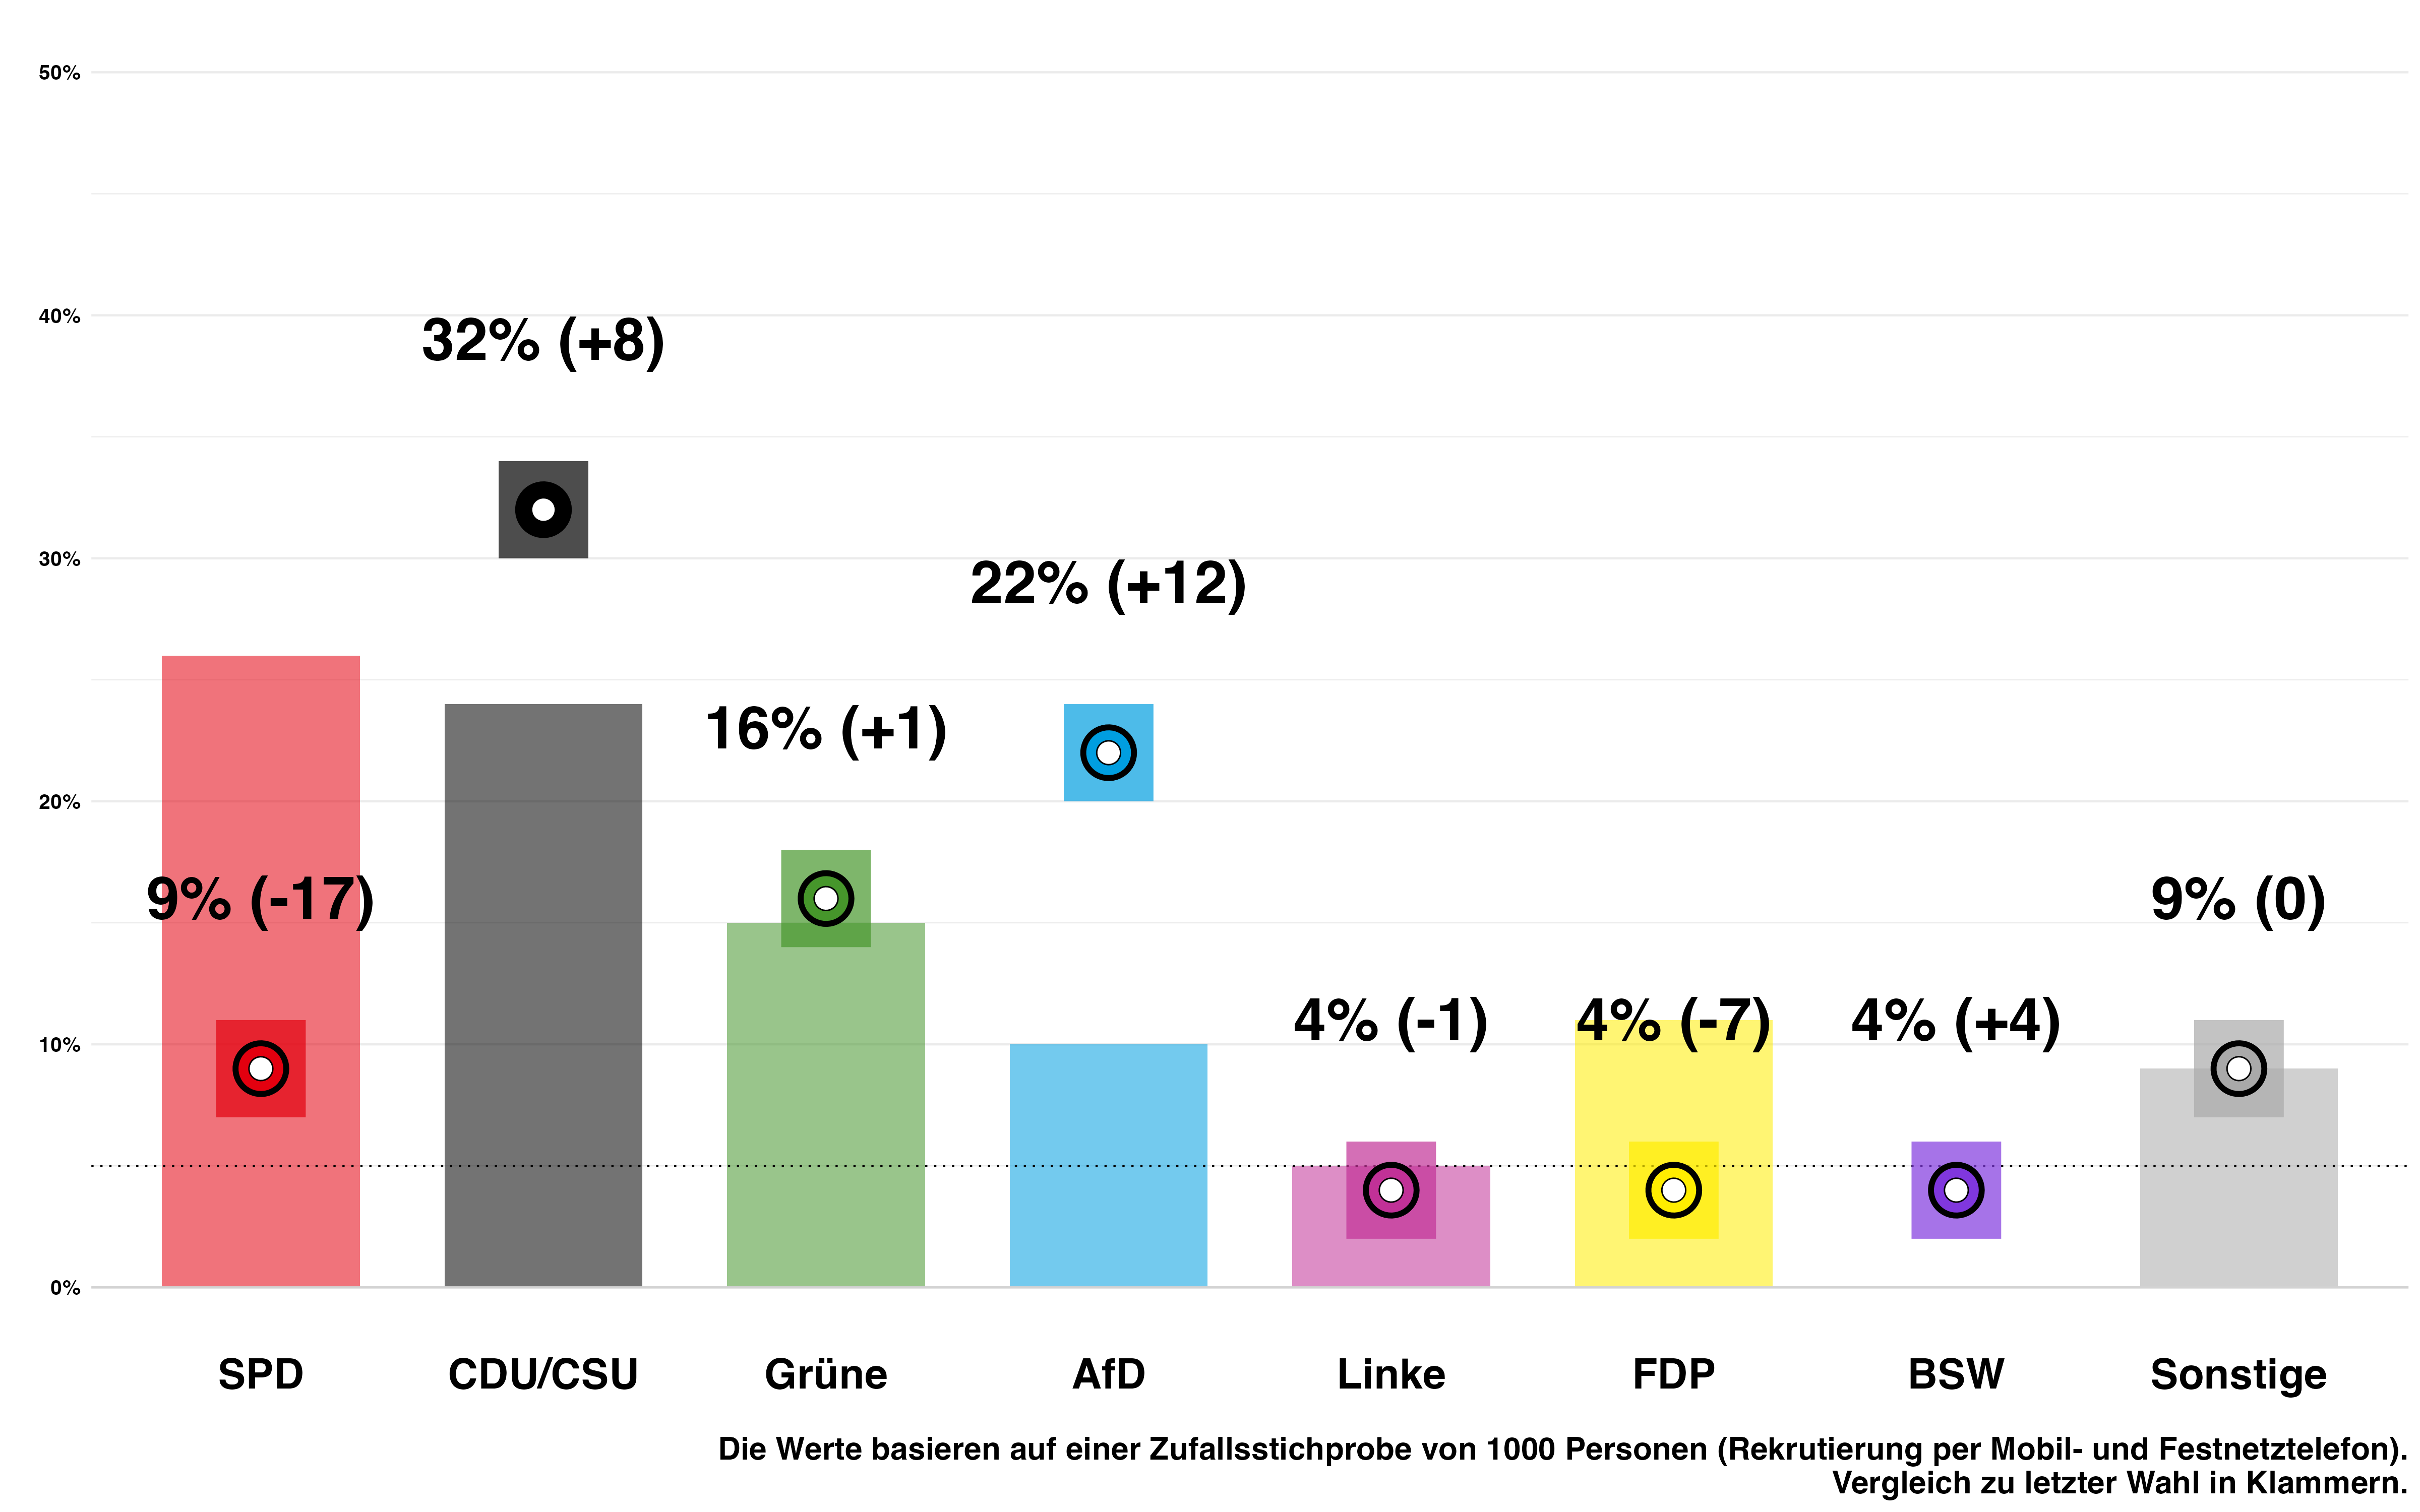 50%
40%
30%
20%
10%
0%
32% (+8)
22% (+12)
16% (+1)
9% (-17)
9% (0)
4% (-1)
4% (-7)
4% (+4)
SPD
CDU/CSU
Grüne
AfD
Linke
FDP
BSW
Sonstige
Die Werte basieren auf einer Zufallsstichprobe von 1000 Personen (Rekrutierung per Mobil- und Festnetztelefon).
Vergleich zu letzter Wahl in Klammern.